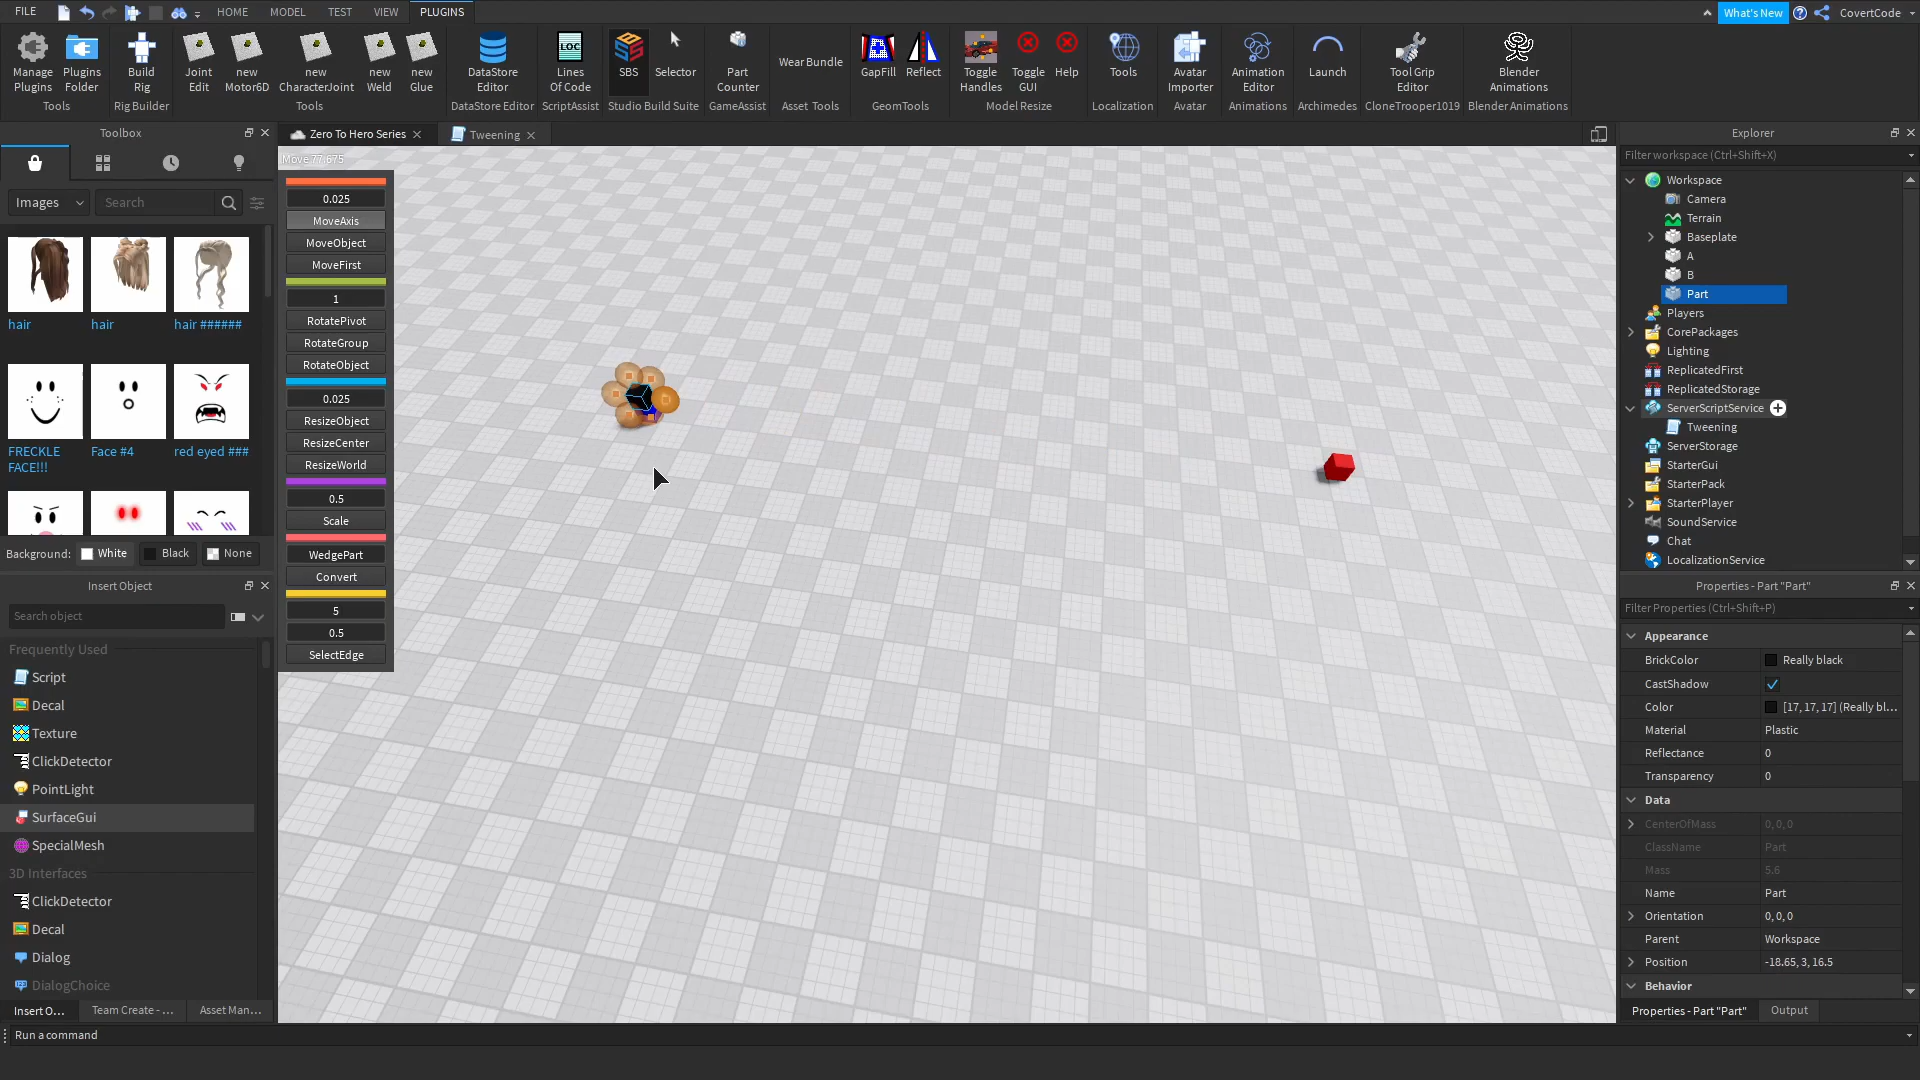 FILE
HOME
MODEL
TEST
VIEW
PLUGINS
What's New
CovertCode
Manage Plugins
Plugins Folder
Build Rig
Joint Edit
new Motor6D
new CharacterJoint
new Weld
new Glue
DataStore Editor
LOC
Lines Of Code
SBS
Selector
Part Counter
Wear Bundle
GapFill
Reflect
Toggle Handles
Toggle GUI
Help
Tools
Avatar Importer
Animation Editor
Launch
Tool Grip Editor
Blender Animations
Tools
Rig Builder
Tools
DataStore Editor
ScriptAssist
Studio Build Suite
GameAssist
Asset Tools
GeomTools
Model Resize
Localization
Avatar
Animations
Archimedes
CloneTrooper1019
Blender Animations
Toolbox
Images
Search
hair
hair
hair ######
FRECKLE FACE!!!
Face #4
red eyed ###
Background:
White
Black
None
Insert Object
Search object
Frequently Used
Script
Decal
Texture
ClickDetector
PointLight
SurfaceGui
SpecialMesh
3D Interfaces
ClickDetector
Decal
Dialog
DialogChoice
Insert O...
Team Create - ...
Asset Man...
Run a command
Zero To Hero Series
Tweening
Move 77.675
0.025
MoveAxis
MoveObject
MoveFirst
1
RotatePivot
RotateGroup
RotateObject
0.025
ResizeObject
ResizeCenter
ResizeWorld
0.5
Scale
WedgePart
Convert
5
0.5
SelectEdge
Explorer
Filter workspace (Ctrl+Shift+X)
Workspace
Camera
Terrain
Baseplate
A
B
Part
Players
CorePackages
Lighting
ReplicatedFirst
ReplicatedStorage
ServerScriptService
Tweening
ServerStorage
StarterGui
StarterPack
StarterPlayer
SoundService
Chat
LocalizationService
Properties - Part "Part"
Filter Properties (Ctrl+Shift+P)
Appearance
BrickColor Really black
CastShadow
Color [17, 17, 17] (Really bl...
Material Plastic
Reflectance 0
Transparency 0
Data
CenterOfMass 0, 0, 0
ClassName Part
Mass 5.6
Name Part
Orientation 0, 0, 0
Parent Workspace
Position -18.65, 3, 16.5
Behavior
Properties - Part "Part"
Output